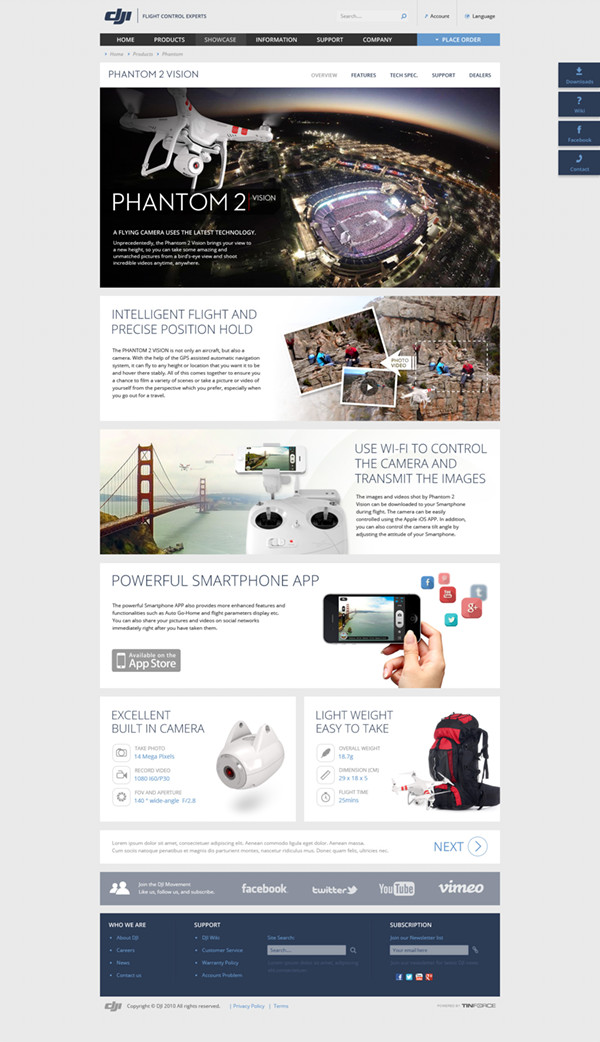 dji FLIGHT CONTROL EXPERTS
Search...
Account
Language
HOME PRODUCTS SHOWCASE INFORMATION SUPPORT COMPANY PLACE ORDER
Home Products Phantom
PHANTOM 2 VISION
OVERVIEW FEATURES TECH SPEC. SUPPORT DEALERS
Downloads
Wiki
Facebook
Contact
PHANTOM 2 VISION
A FLYING CAMERA USES THE LATEST TECHNOLOGY.
Unprecedentedly, the Phantom 2 Vision brings your view to
a new height, so you can take some amazing and
unmatched pictures from a bird's-eye view and shoot
incredible videos anytime, anywhere.
INTELLIGENT FLIGHT AND
PRECISE POSITION HOLD
The PHANTOM 2 VISION is not only an aircraft, but also a
camera. With the help of the GPS assisted automatic navigation
system, it can fly to any height or location that you want it to be
and hover there stably. All of this comes together to ensure you
a chance to film a variety of scenes or take a picture or video of
yourself from the perspective which you prefer, especially when
you go out for a travel.
PHOTO
VIDEO
USE WI-FI TO CONTROL
THE CAMERA AND
TRANSMIT THE IMAGES
The images and videos shot by Phantom 2
Vision can be downloaded to your Smartphone
during flight. The camera can be easily
controlled using the Apple iOS APP. In addition,
you can also control the camera tilt angle by
adjusting the attitude of your Smartphone.
POWERFUL SMARTPHONE APP
The powerful Smartphone APP also provides more enhanced features and
functionalities such as Auto Go-Home and flight parameters display etc.
You can also share your pictures and videos on social networks
immediately right after you have taken them.
Available on the
App Store
EXCELLENT
BUILT IN CAMERA
TAKE PHOTO
14 Mega Pixels
RECORD VIDEO
1080 I60/P30
FOV AND APERTURE
140 ° wide-angle F/2.8
LIGHT WEIGHT
EASY TO TAKE
OVERALL WEIGHT
18.7g
DIMENSION (CM)
29 x 18 x 5
FLIGHT TIME
25mins
Lorem ipsum dolor sit amet, consectetuer adipiscing elit. Aenean commodo ligula eget dolor. Aenean massa.
Cum sociis natoque penatibus et magnis dis parturient montes, nascetur ridiculus mus. Donec quam felis, ultricies nec.
NEXT
Join the DJI Movement
Like us, follow us, and subscribe.
facebook twitter YouTube vimeo
WHO WE ARE
About DJI
Careers
News
Contact us
SUPPORT
DJI Wiki
Customer Service
Warranty Policy
Account Problem
Site Search:
Search...
SUBSCRIPTION
Join our Newsletter list
Your email here
dji Copyright © DJI 2010 All rights reserved. | Privacy Policy | Terms
POWERED BY TINFORCE